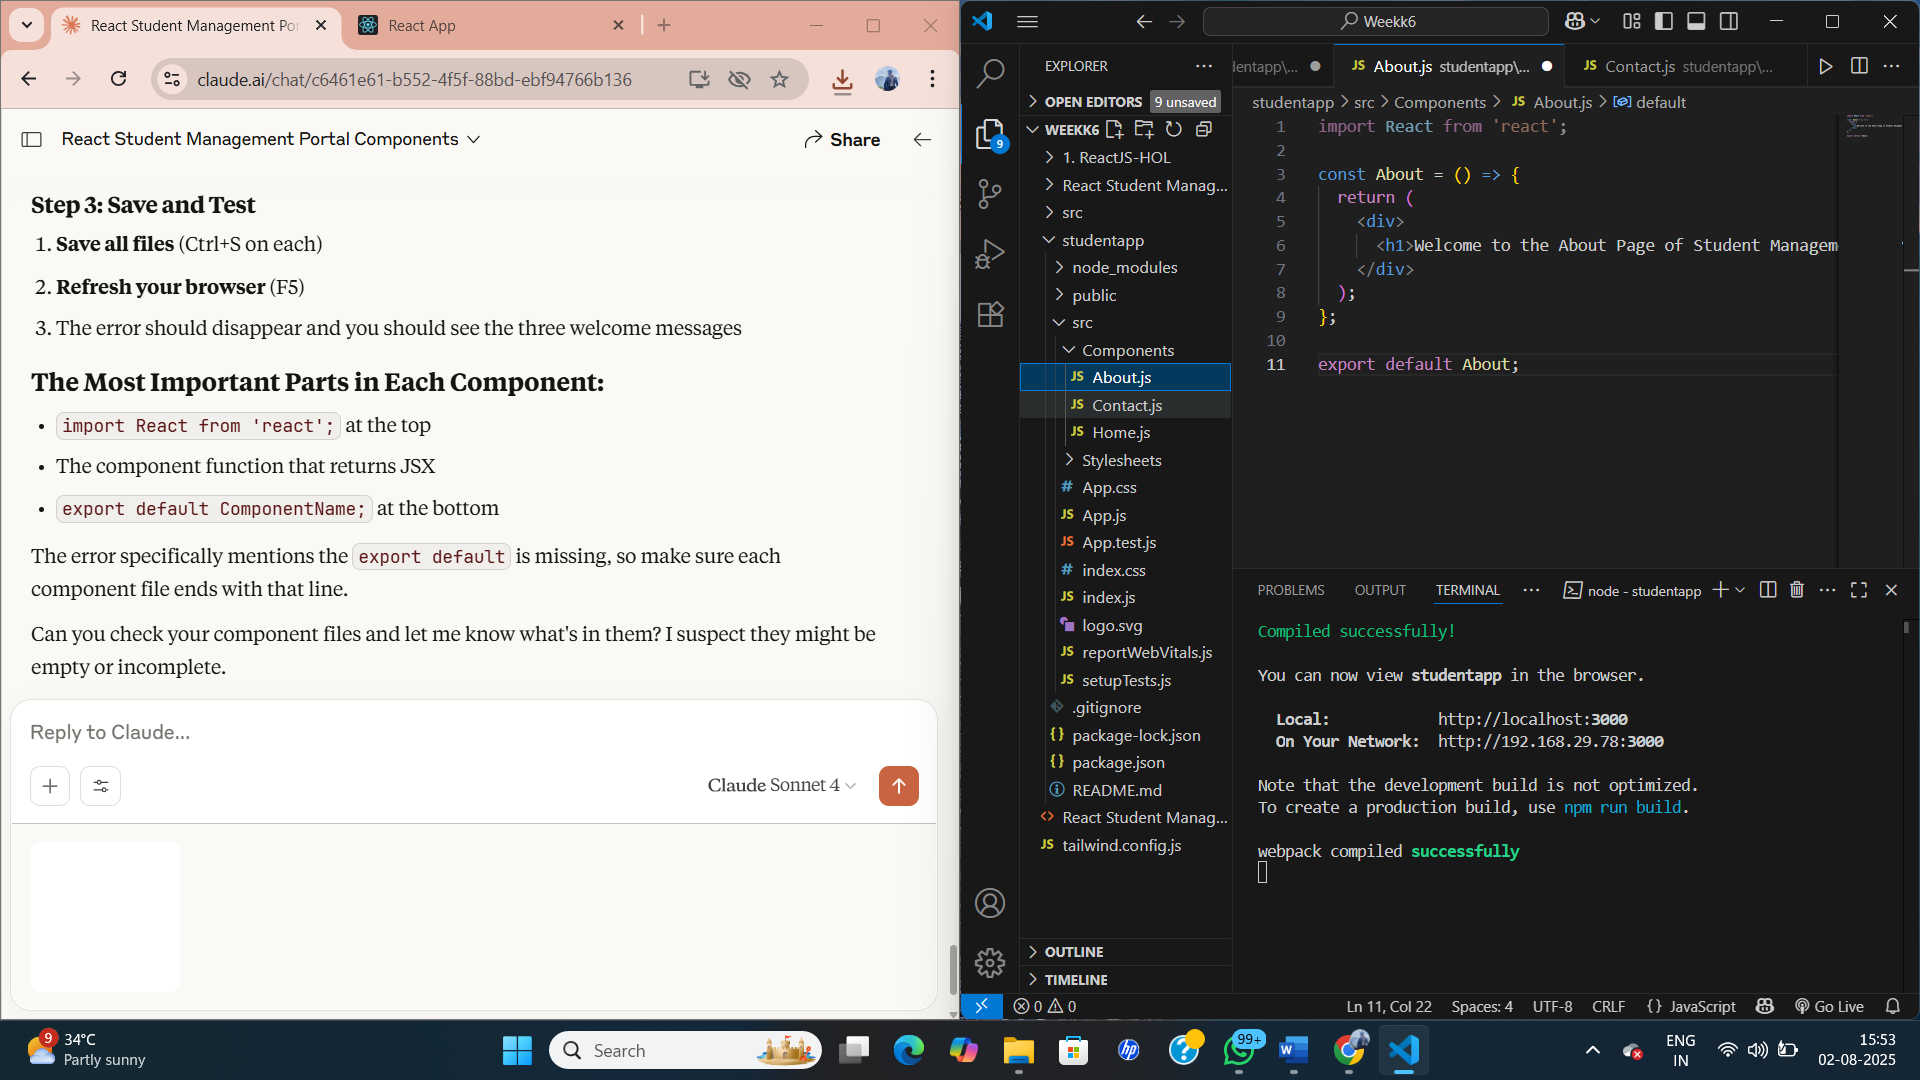 React Student Management Por
React App
claude.ai/chat/c6461e61-b552-4f5f-88bd-ebf94766b136
React Student Management Portal Components
Share
Step 3: Save and Test
1. Save all files (Ctrl+S on each)
2. Refresh your browser (F5)
3. The error should disappear and you should see the three welcome messages
The Most Important Parts in Each Component:
• import React from 'react'; at the top
• The component function that returns JSX
• export default ComponentName; at the bottom
The error specifically mentions the export default is missing, so make sure each
component file ends with that line.
Can you check your component files and let me know what's in them? I suspect they might be
empty or incomplete.
Reply to Claude...
Claude Sonnet 4
Weekk6
EXPLORER
OPEN EDITORS 9 unsaved
9
WEEKK6
1. ReactJS-HOL
React Student Manag...
src
studentapp
node_modules
public
src
Components
JS About.js
JS Contact.js
JS Home.js
Stylesheets
# App.css
JS App.js
JS App.test.js
# index.css
JS index.js
logo.svg
JS reportWebVitals.js
JS setupTests.js
.gitignore
{} package-lock.json
{} package.json
README.md
<> React Student Manag...
JS tailwind.config.js
OUTLINE
TIMELINE
dentapp\...
JS About.js studentapp\...
JS Contact.js studentapp\...
studentapp > src > Components > JS About.js > default
1 import React from 'react';
2
3 const About = () => {
4 return (
5 <div>
6 <h1>Welcome to the About Page of Student Managem
7 </div>
8 );
9 };
10
11 export default About;
PROBLEMS OUTPUT TERMINAL ... node - studentapp
Compiled successfully!
You can now view studentapp in the browser.
Local: http://localhost:3000
On Your Network: http://192.168.29.78:3000
Note that the development build is not optimized.
To create a production build, use npm run build.
webpack compiled successfully
0 0
Ln 11, Col 22 Spaces: 4 UTF-8 CRLF {} JavaScript Go Live
9
34°C
Partly sunny
Search
99+
ENG
IN
15:53
02-08-2025